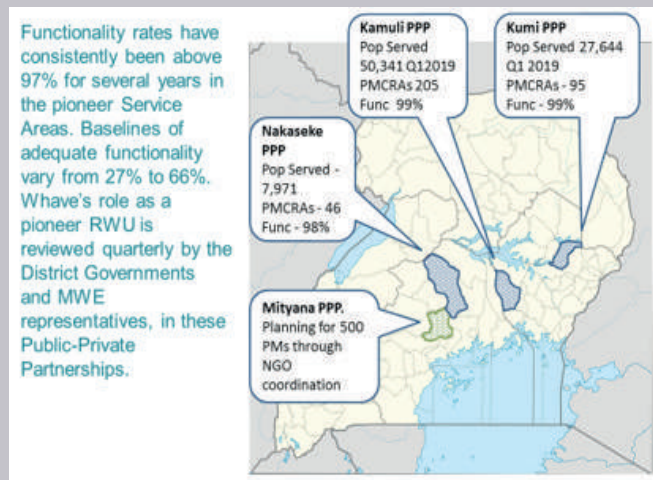 Functionality rates have
consistently been above
97% for several years in
the pioneer Service
Areas. Baselines of
adequate functionality
vary from 27% to 66%.
Whave's role as a
pioneer RWU is
reviewed quarterly by the
District Governments
and MWE
representatives, in these
Public-Private
Partnerships.
Kamuli PPP
Pop Served
50,341 Q12019
PMCRAs 205
Func 99%
Kumi PPP
Pop Served 27,644
Q1 2019
PMCRAs - 95
Func - 99%
Nakaseke
PPP
Pop Served -
7,971
PMCRAs - 46
Func - 98%
Mityana PPP.
Planning for 500
PMs through
NGO
coordination